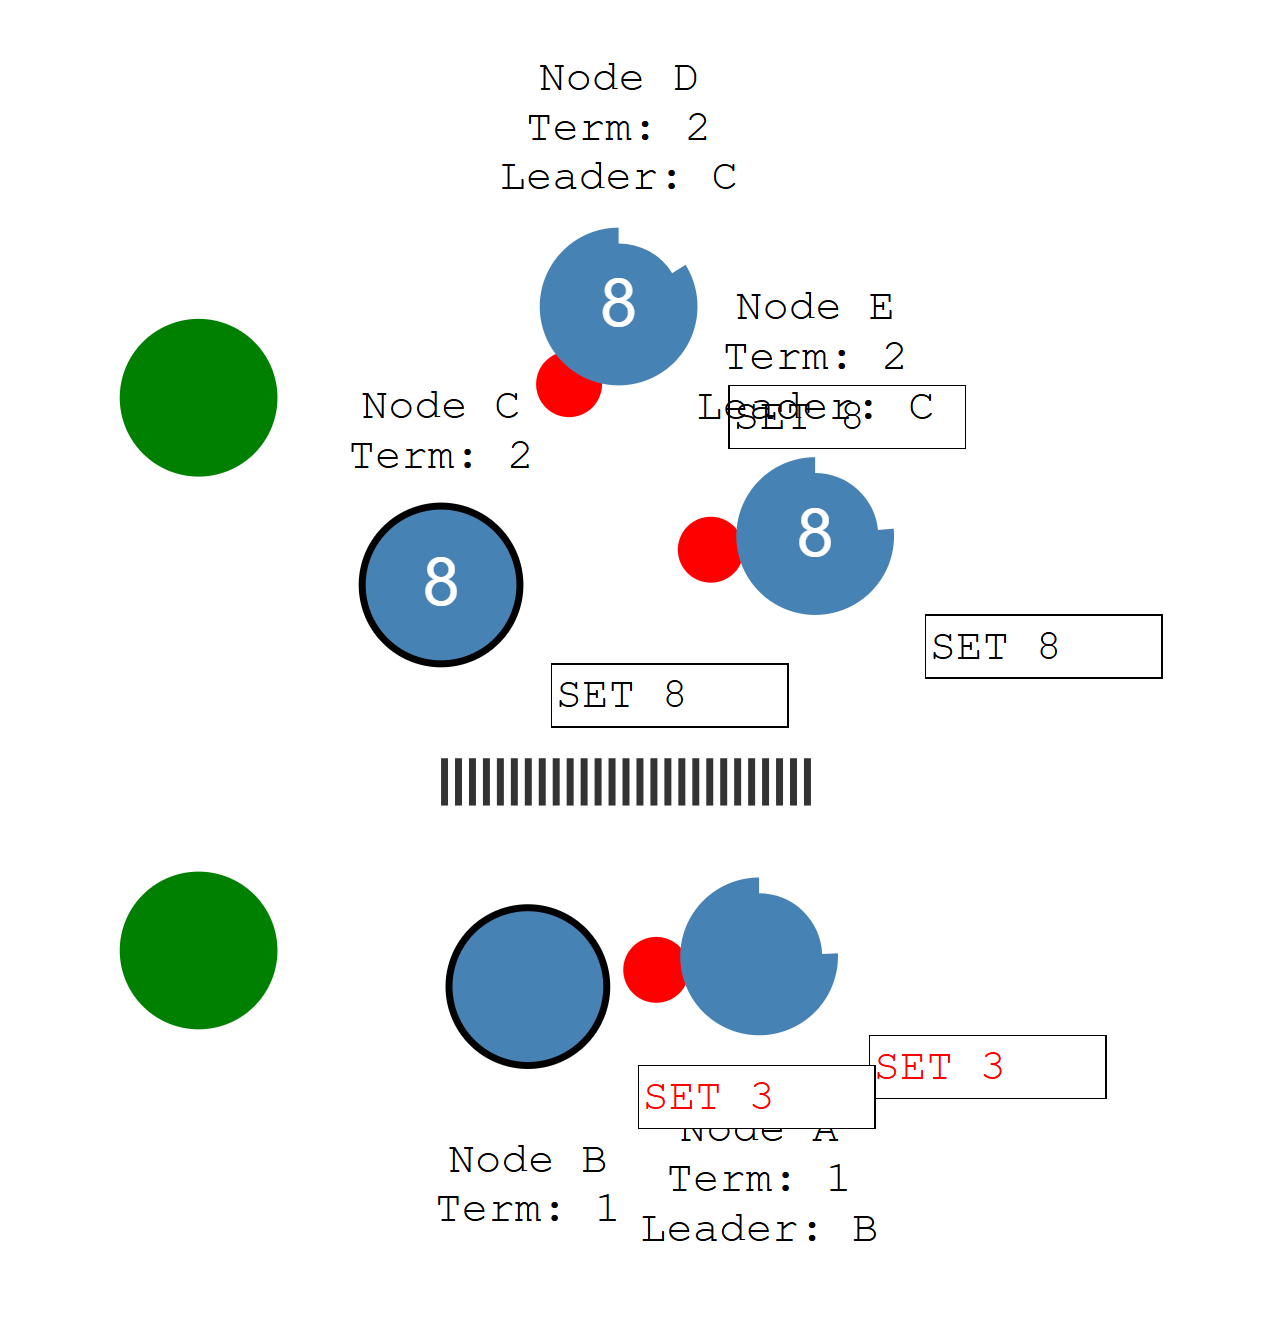 Node D
Term: 2
Leader: C
8
Node E
Term: 2
Leader: C
SET 8
8
SET 8
Node C
Term: 2
8
SET 8
SET 3
SET 3
Node B
Term: 1
Node A
Term: 1
Leader: B